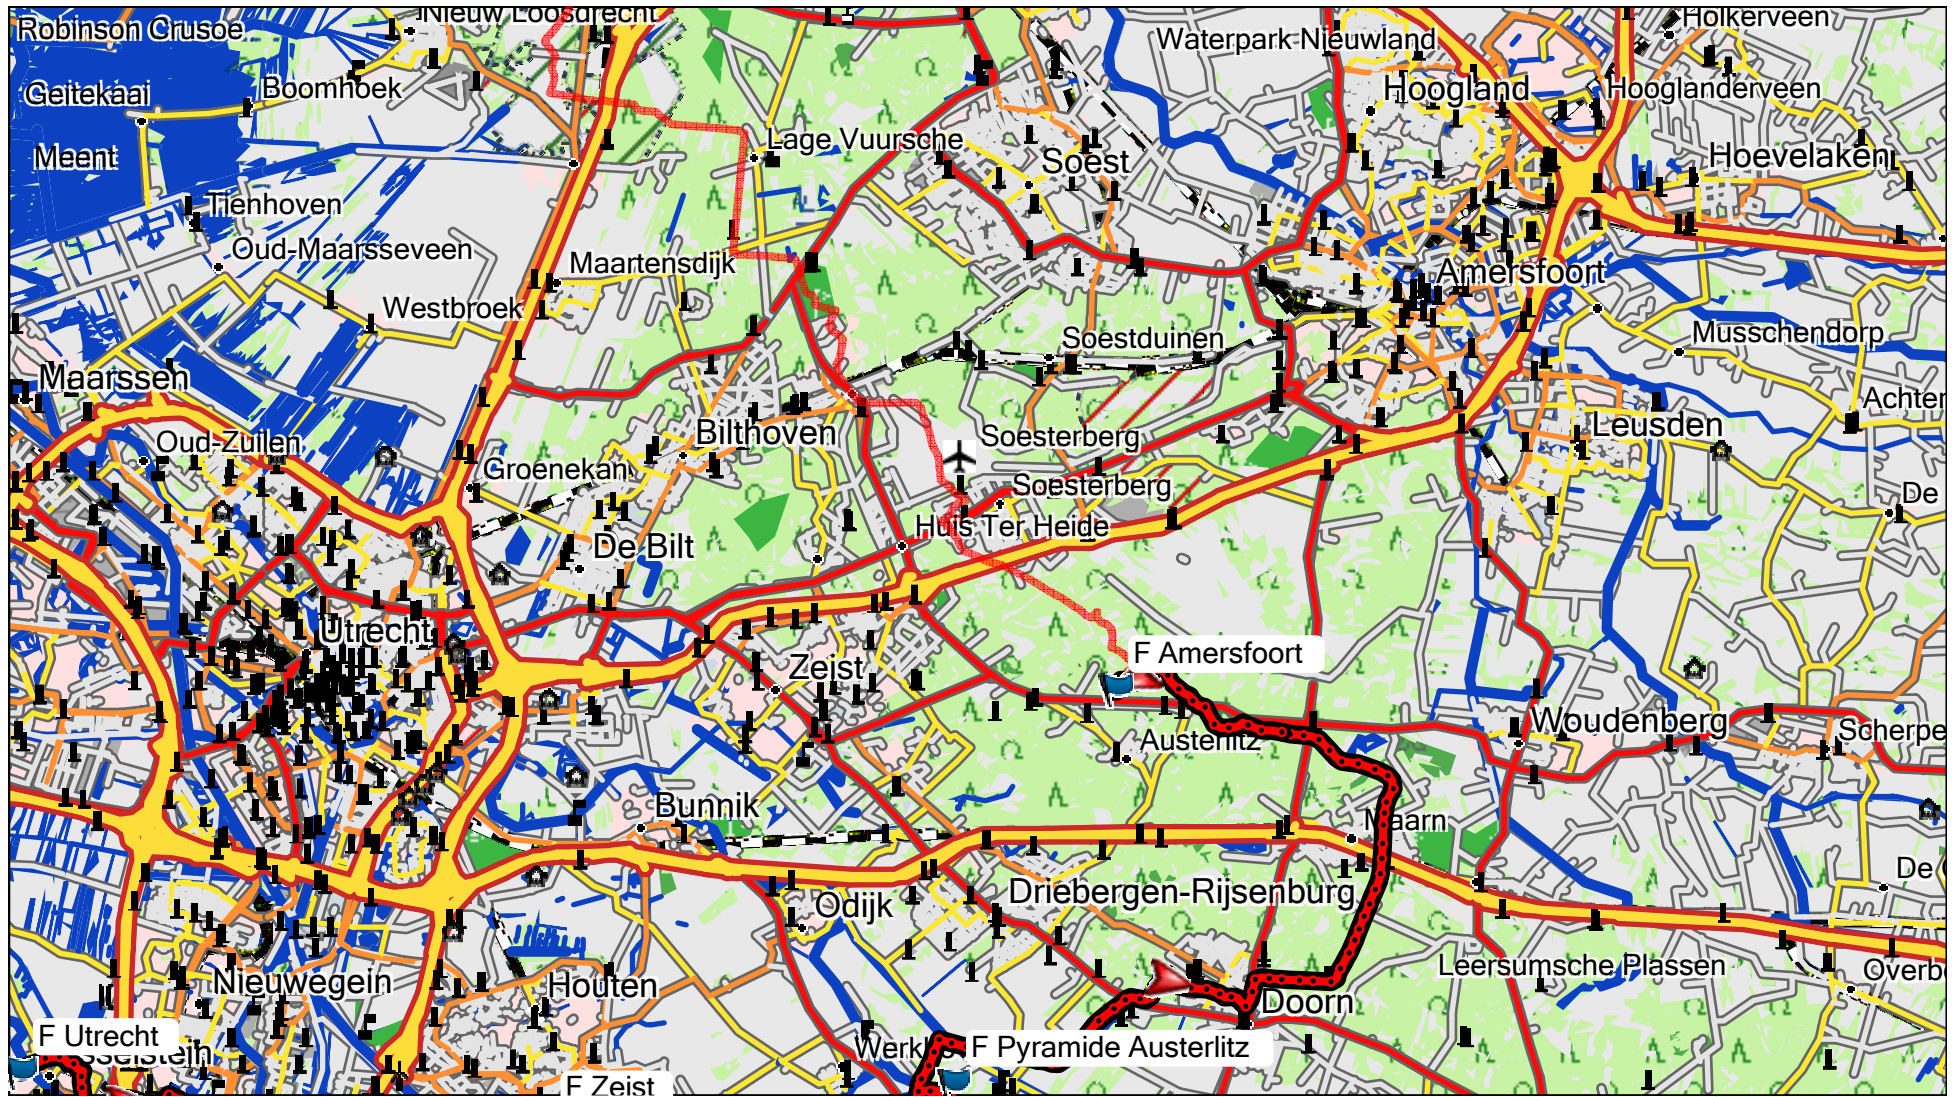 Nieuw Loosdrecht
Holkerveen
Robinson Crusoe
Waterpark Nieuwland
Geitekaai
Boomhoek
Hoogland
Hooglanderveen
Meent
Lage Vuursche
Soest
Hoevelaken
Tienhoven
Oud-Maarsseveen
Maartensdijk
Amersfoort
Westbroek
Soestduinen
Musschendorp
Maarssen
Achter
Oud-Zuilen
Bilthoven
Soesterberg
Leusden
Groenekan
Soesterberg
De
Huis Ter Heide
De Bilt
Utrecht
F Amersfoort
Zeist
Woudenberg
Scherpe
Austerlitz
Bunnik
Maarn
Driebergen-Rijsenburg
De
Odijk
Leersumsche Plassen
Overb
Nieuwegein
Houten
Doorn
F Utrecht
sselstein
Werkho
F Pyramide Austerlitz
F Zeist